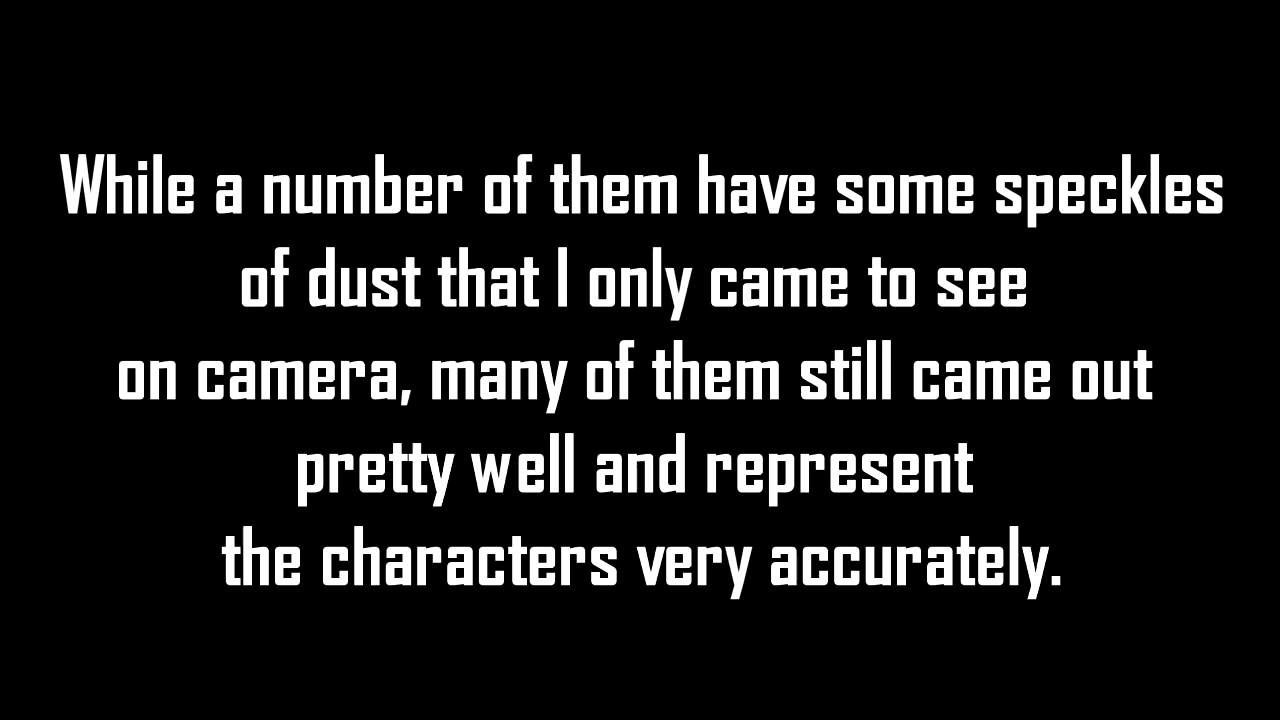 While a number of them have some speckles
of dust that I only came to see
on camera, many of them still came out
pretty well and represent
the characters very accurately.